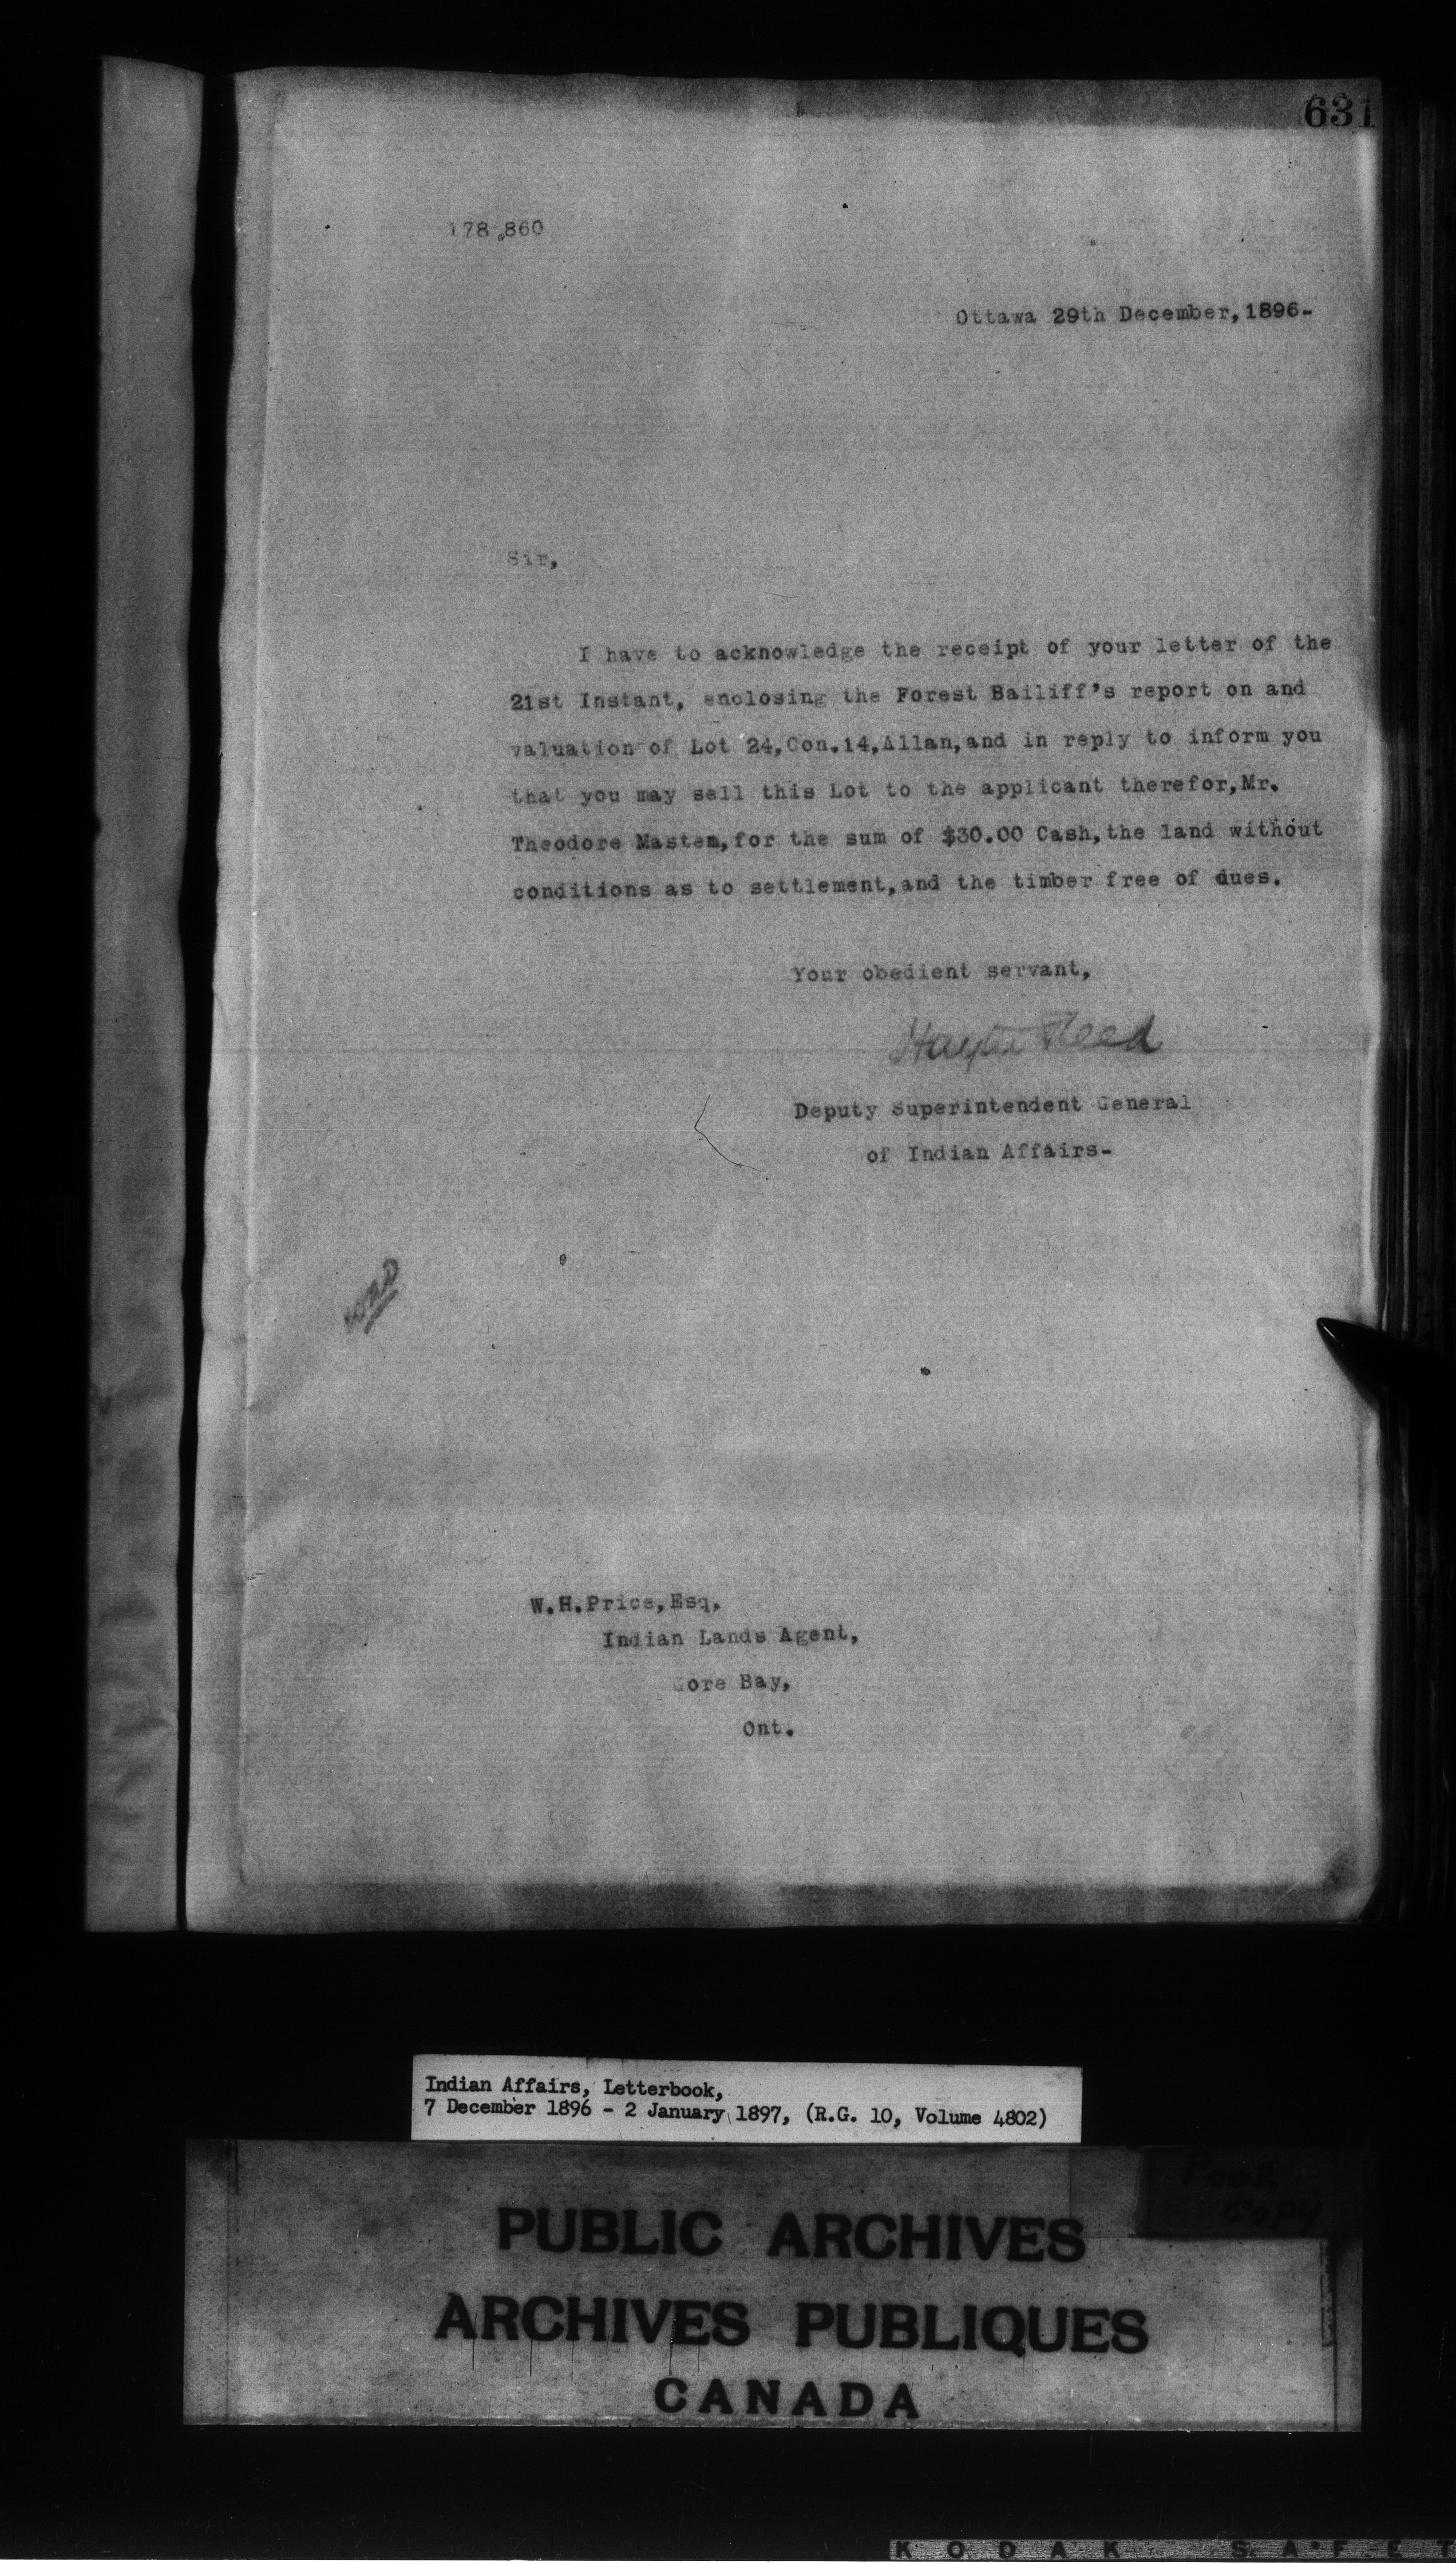 631
178,860
Ottawa 29th December, 1896-
Sir,
I have to acknowledge the receipt of your letter of the
21st Instant, enclosing the Forest Bailiff's report on and
valuation of Lot 24,Con.14,Allan,and in reply to inform you
that you may sell this Lot to the applicant therefor,Mr.
Theodore Masten,for the sum of $30.00 Cash,the land without
conditions as to settlement,and the timber free of dues.
Your obedient servant,
Hayter Reed
Deputy Superintendent General
of Indian Affairs-
W.H.Price,Esq.
Indian Lands Agent,
Gore Bay,
Ont.
Indian Affairs, Letterbook,
7 December 1896 - 2 January 1897, (R.G. 10, Volume 4802)
Poor
Copy
PUBLIC ARCHIVES
ARCHIVES PUBLIQUES
CANADA
KODAK SAFET